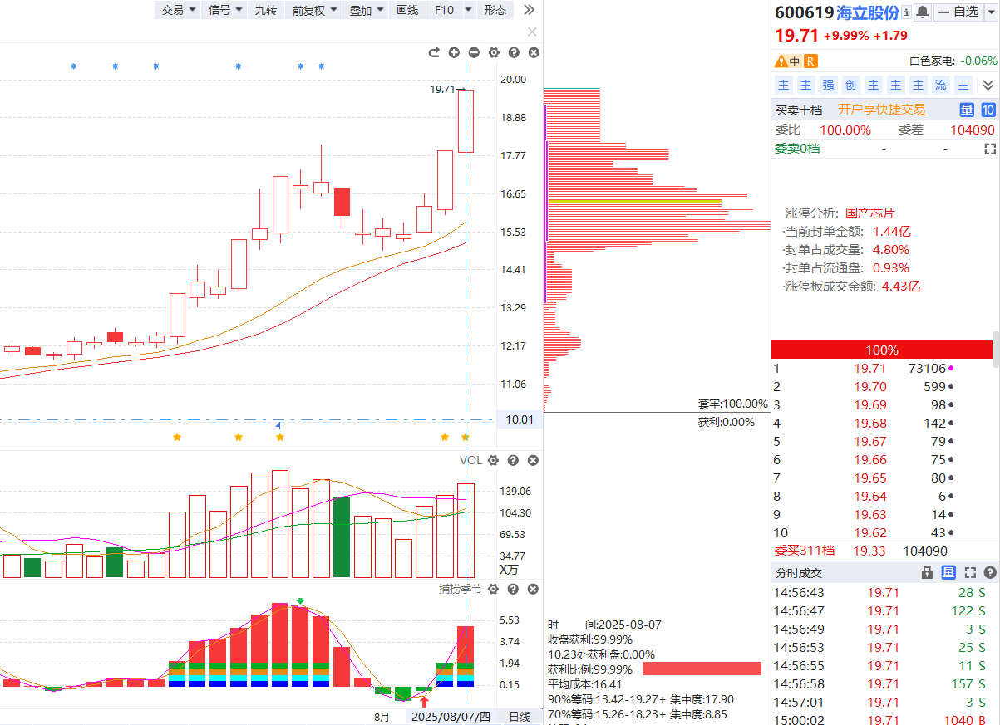 交易 信号 九转 前复权 叠加 画线 F10 形态
20.00
19.71
18.88
17.77
16.65
15.53
14.41
13.29
12.17
11.06
10.01
VOL
139.06
104.30
69.53
34.77
X万
捕捞季节
5.53
3.74
1.94
0.15
8月 2025/08/07/四 日线
套牢:100.00%
获利:0.00%
时 间:2025-08-07
收盘获利:99.99%
10.23处获利盘:0.00%
获利比例:99.99%
平均成本:16.41
90%筹码:13.42-19.27+ 集中度:17.90
70%筹码:15.26-18.23+ 集中度:8.85
600619 海立股份 自选
19.71 +9.99% +1.79
中 R 白色家电: -0.06%
主 主 强 创 主 主 主 流 三
买卖十档 开户享快捷交易 量 10
委比 100.00% 委差 104090
委卖0档 - -
涨停分析: 国产芯片
·当前封单金额: 1.44亿
·封单占成交量: 4.80%
·封单占流通盘: 0.93%
·涨停板成交金额: 4.43亿
100%
1 19.71 73106
2 19.70 599
3 19.69 98
4 19.68 142
5 19.67 79
6 19.66 75
7 19.65 80
8 19.64 6
9 19.63 14
10 19.62 43
委买311档 19.33 104090
分时成交 量
14:56:43 19.71 28 S
14:56:47 19.71 122 S
14:56:49 19.71 3 S
14:56:53 19.71 25 S
14:56:55 19.71 11 S
14:56:58 19.71 157 S
14:57:01 19.71 3 S
15:00:02 19.71 1040 B